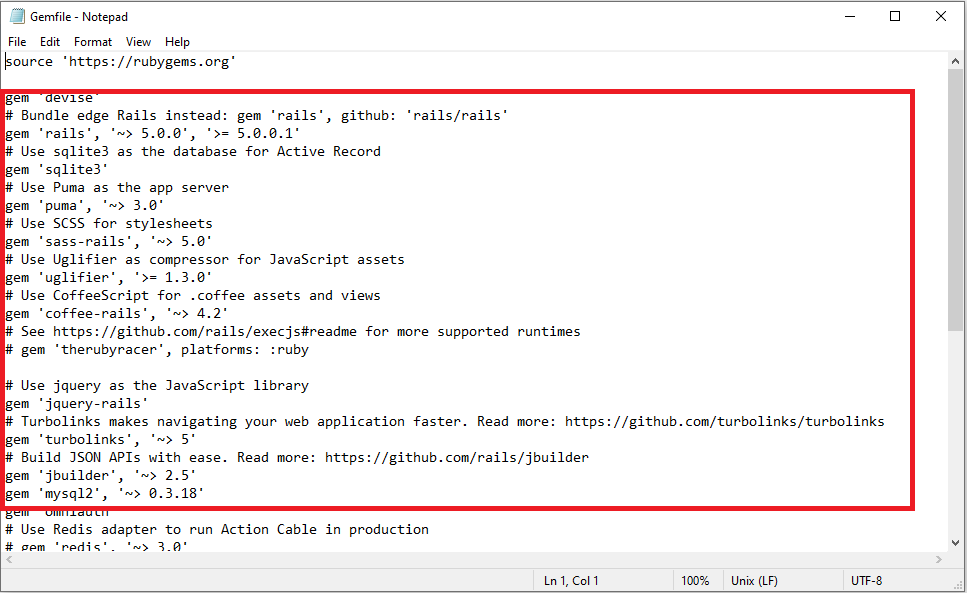 Gemfile - Notepad
File Edit Format View Help
source 'https://rubygems.org'
gem 'devise'
# Bundle edge Rails instead: gem 'rails', github: 'rails/rails'
gem 'rails', '~> 5.0.0', '>= 5.0.0.1'
# Use sqlite3 as the database for Active Record
gem 'sqlite3'
# Use Puma as the app server
gem 'puma', '~> 3.0'
# Use SCSS for stylesheets
gem 'sass-rails', '~> 5.0'
# Use Uglifier as compressor for JavaScript assets
gem 'uglifier', '>= 1.3.0'
# Use CoffeeScript for .coffee assets and views
gem 'coffee-rails', '~> 4.2'
# See https://github.com/rails/execjs#readme for more supported runtimes
# gem 'therubyracer', platforms: :ruby
# Use jquery as the JavaScript library
gem 'jquery-rails'
# Turbolinks makes navigating your web application faster. Read more: https://github.com/turbolinks/turbolinks
gem 'turbolinks', '~> 5'
# Build JSON APIs with ease. Read more: https://github.com/rails/jbuilder
gem 'jbuilder', '~> 2.5'
gem 'mysql2', '~> 0.3.18'
gem 'omniauth'
# Use Redis adapter to run Action Cable in production
# gem 'redis', '~> 3.0'
Ln 1, Col 1 100% Unix (LF) UTF-8